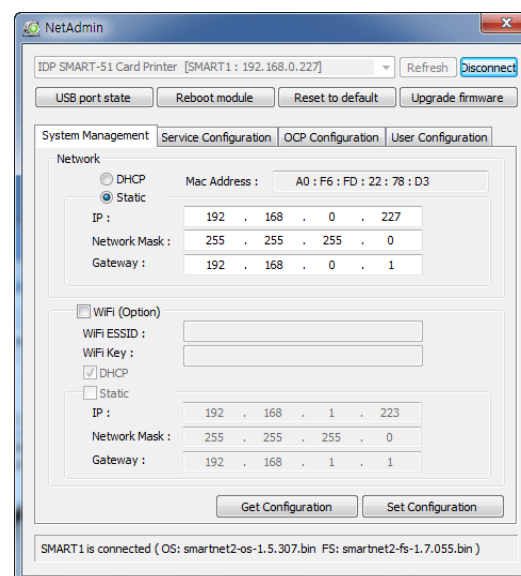 NetAdmin
IDP SMART-51 Card Printer [SMART1 : 192.168.0.227]
Refresh
Disconnect
USB port state
Reboot module
Reset to default
Upgrade firmware
System Management
Service Configuration
OCP Configuration
User Configuration
Network
DHCP
Mac Address :
A0 : F6 : FD : 22 : 78 : D3
Static
IP :
192 . 168 . 0 . 227
Network Mask :
255 . 255 . 255 . 0
Gateway :
192 . 168 . 0 . 1
WiFi (Option)
WiFi ESSID :
WiFi Key :
DHCP
Static
IP :
192 . 168 . 1 . 223
Network Mask :
255 . 255 . 255 . 0
Gateway :
192 . 168 . 1 . 1
Get Configuration
Set Configuration
SMART1 is connected ( OS: smartnet2-os-1.5.307.bin FS: smartnet2-fs-1.7.055.bin )